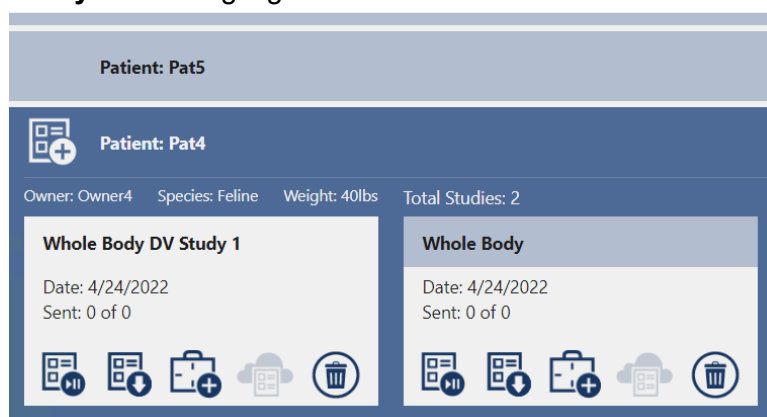 Patient: Pat5
Patient: Pat4
Owner: Owner4 Species: Feline Weight: 40lbs Total Studies: 2
Whole Body DV Study 1
Date: 4/24/2022
Sent: 0 of 0
Whole Body
Date: 4/24/2022
Sent: 0 of 0